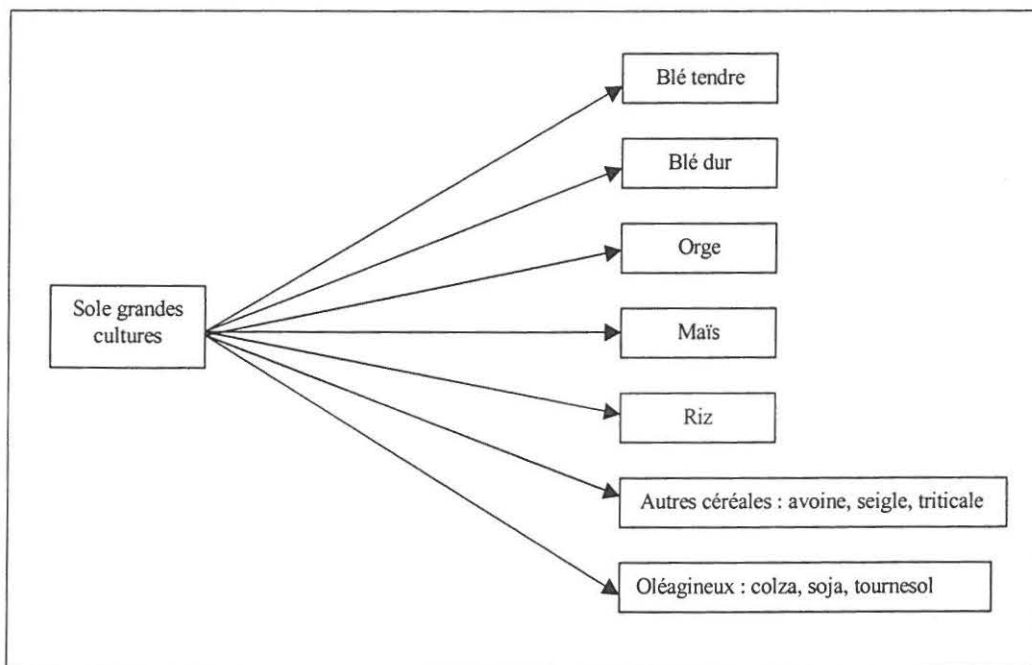 Blé tendre
Blé dur
Orge
Sole grandes
cultures
Maïs
Riz
Autres céréales : avoine, seigle, triticale
Oléagineux : colza, soja, tournesol